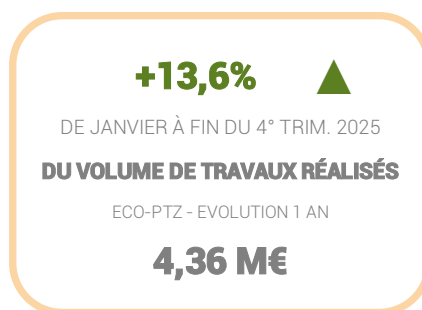 +13,6%
DE JANVIER À FIN DU 4° TRIM. 2025
DU VOLUME DE TRAVAUX RÉALISÉS
ECO-PTZ - EVOLUTION 1 AN
4,36 M€